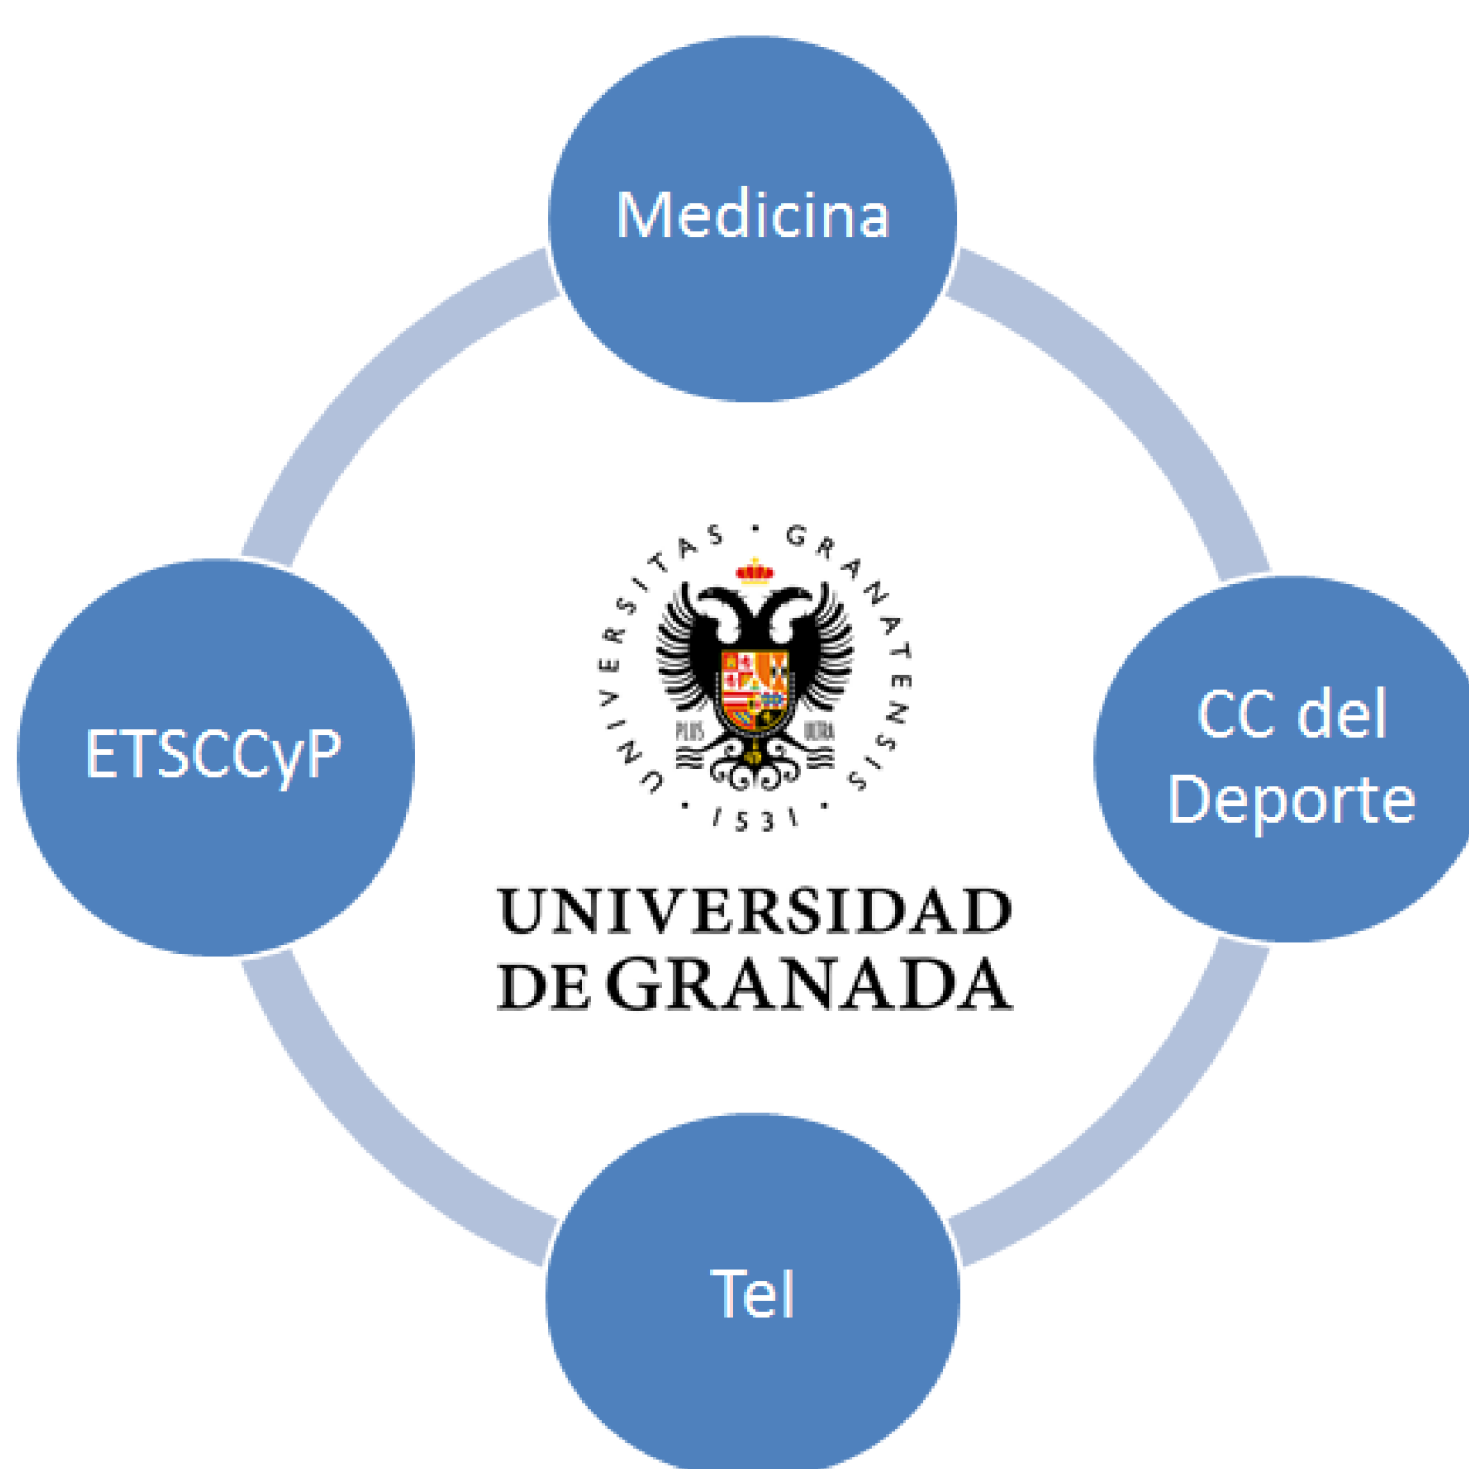 Medicina
UNIVERSITAS · GRANATENSIS · 1531 ·
PLUS ULTRA
ETSCCyP
CC del
Deporte
UNIVERSIDAD
DE GRANADA
Tel